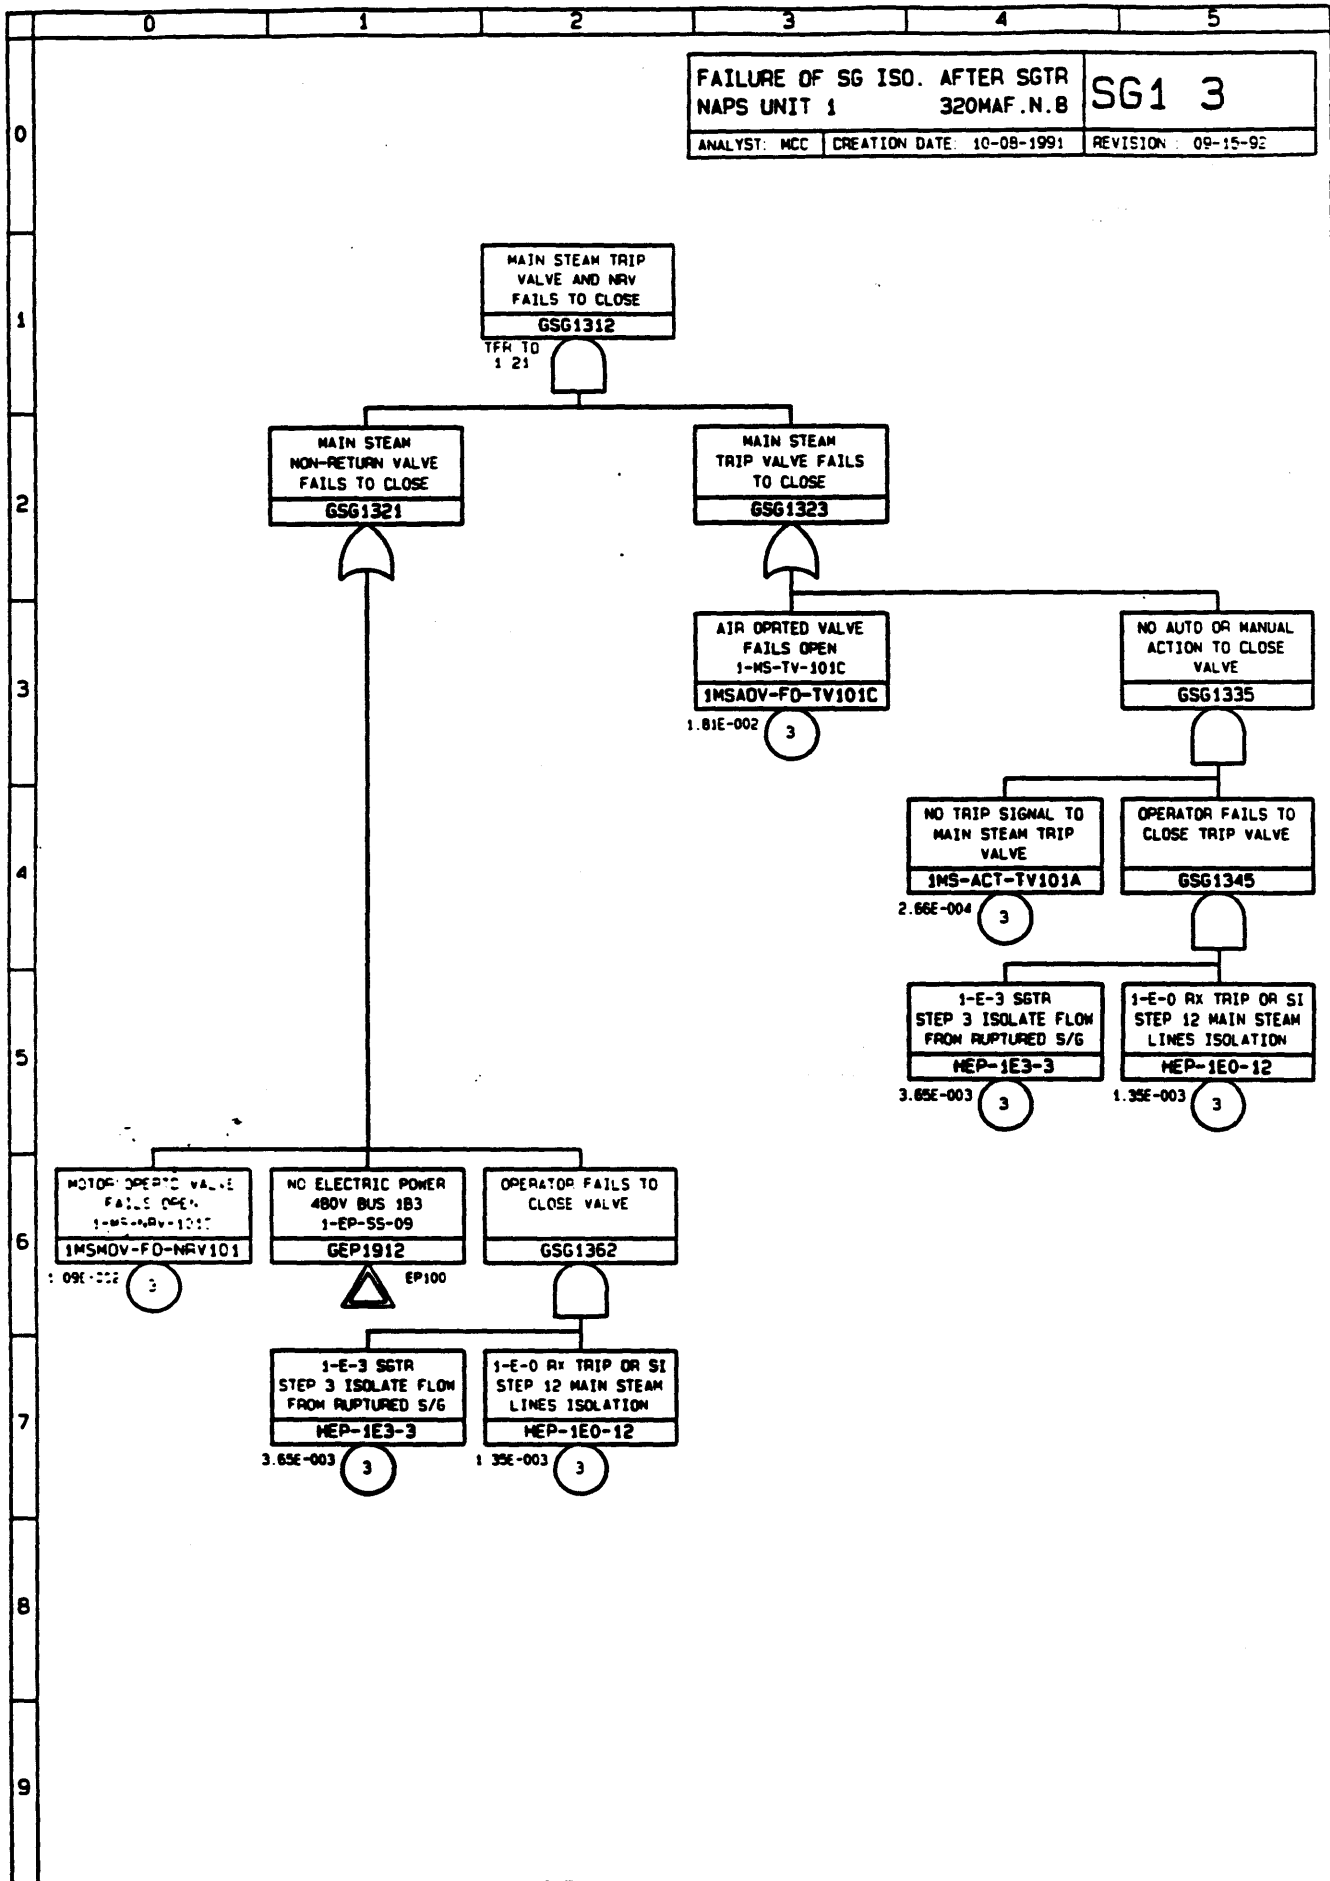 0 1 2 3 4 5
FAILURE OF SG ISO. AFTER SGTR
NAPS UNIT 1 320MAF.N.B
SG1 3
ANALYST: MCC CREATION DATE: 10-08-1991 REVISION : 09-15-92
0
MAIN STEAM TRIP
VALVE AND NRV
FAILS TO CLOSE
GSG1312
1
TFR TO
1 21
MAIN STEAM
NON-RETURN VALVE
FAILS TO CLOSE
GSG1321
MAIN STEAM
TRIP VALVE FAILS
TO CLOSE
GSG1323
2
AIR OPRTED VALVE
FAILS OPEN
1-MS-TV-101C
1MSAOV-FO-TV101C
1.81E-002
3
NO AUTO OR MANUAL
ACTION TO CLOSE
VALVE
GSG1335
3
NO TRIP SIGNAL TO
MAIN STEAM TRIP
VALVE
1MS-ACT-TV101A
2.66E-004
3
OPERATOR FAILS TO
CLOSE TRIP VALVE
GSG1345
4
1-E-3 SGTR
STEP 3 ISOLATE FLOW
FROM RUPTURED S/G
HEP-1E3-3
3.65E-003
3
1-E-0 RX TRIP OR SI
STEP 12 MAIN STEAM
LINES ISOLATION
HEP-1E0-12
1.35E-003
3
5
FAILS OPEN
1MSMOV-FO-NRV101
3
NO ELECTRIC POWER
480V BUS 1B3
1-EP-SS-09
GEP1912
EP100
OPERATOR FAILS TO
CLOSE VALVE
GSG1362
6
1-E-3 SGTR
STEP 3 ISOLATE FLOW
FROM RUPTURED S/G
HEP-1E3-3
3.65E-003
3
1-E-0 RX TRIP OR SI
STEP 12 MAIN STEAM
LINES ISOLATION
HEP-1E0-12
1 35E-003
3
7
8
9